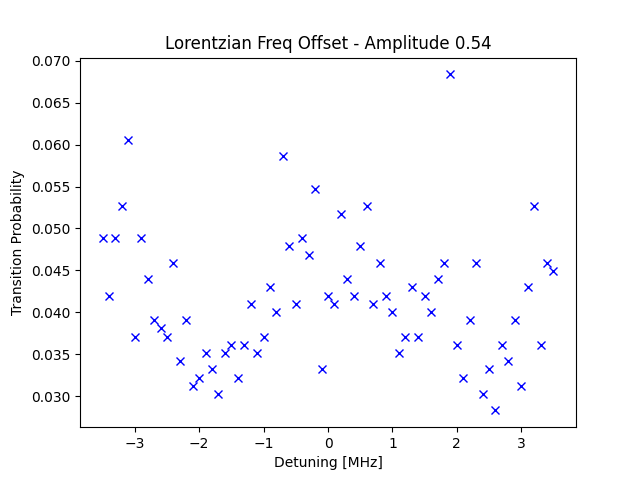 Lorentzian Freq Offset - Amplitude 0.54
Transition Probability
0.070
0.065
0.060
0.055
0.050
0.045
0.040
0.035
0.030
−3 −2 −1 0 1 2 3
Detuning [MHz]